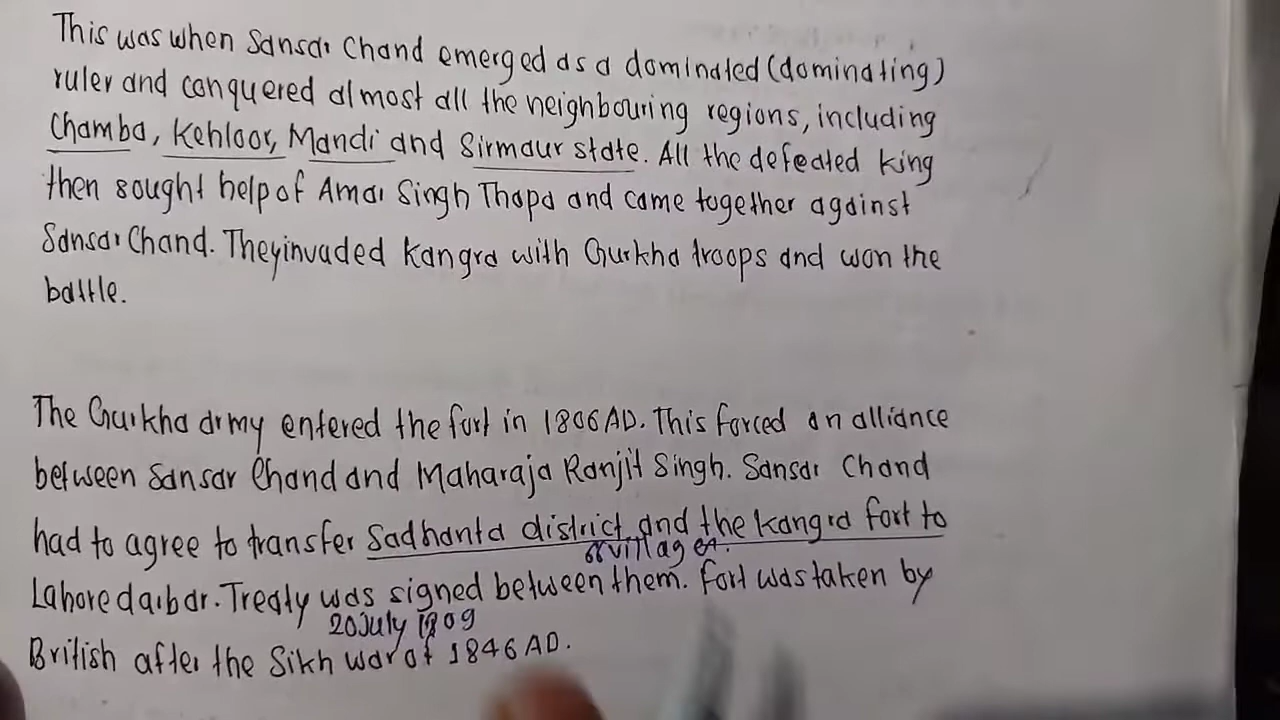 This was when Sansar Chand emerged as a dominated (dominating)
ruler and conquered almost all the neighbouring regions, including
Chamba, Kehloor, Mandi and Sirmaur state. All the defeated king
then sought help of Amar Singh Thapa and came together against
Sansar Chand. They invaded Kangra with Gurkha troops and won the
battle.
The Gurkha army entered the fort in 1806 AD. This forced an alliance
between Sansar Chand and Maharaja Ranjit Singh. Sansar Chand
had to agree to transfer Sadhanta district and the Kangra fort to
villages.
Lahore darbar. Treaty was signed between them. Fort was taken by
20 July 1809
British after the Sikh war of 1846 AD.